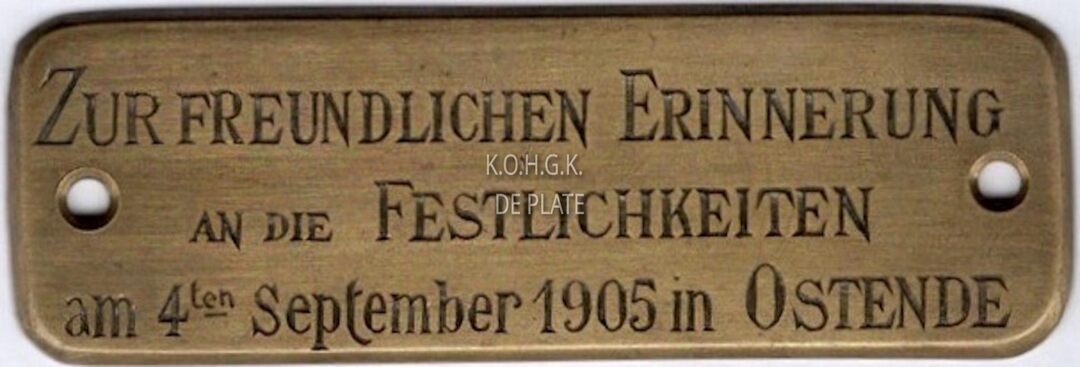 ZUR FREUNDLICHEN ERINNERUNG
K.O.H.G.K.
DE PLATE
AN DIE FESTLICHKEITEN
am 4ten September 1905 in OSTENDE